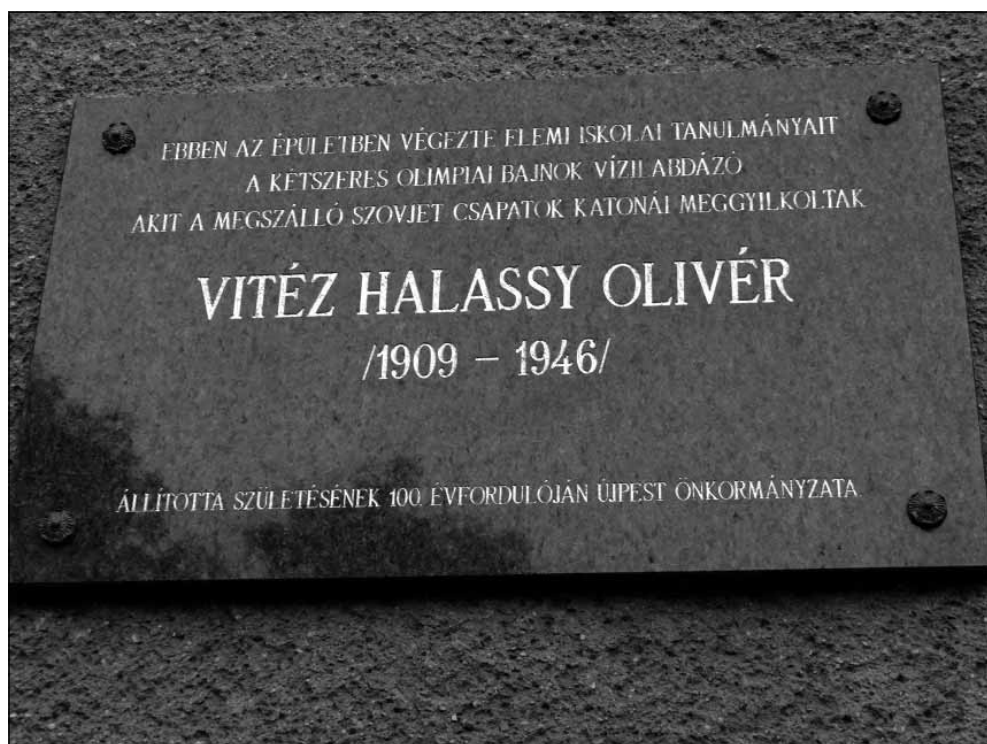 EBBEN AZ ÉPÜLETBEN VÉGEZTE ELEMI ISKOLAI TANULMÁNYAIT
A KÉTSZERES OLIMPIAI BAJNOK VÍZILABDÁZÓ
AKIT A MEGSZÁLLÓ SZOVJET CSAPATOK KATONÁI MEGGYILKOLTAK
VITÉZ HALASSY OLIVÉR
/1909 – 1946/
ÁLLÍTOTTA SZÜLETÉSÉNEK 100. ÉVFORDULÓJÁN ÚJPEST ÖNKORMÁNYZATA